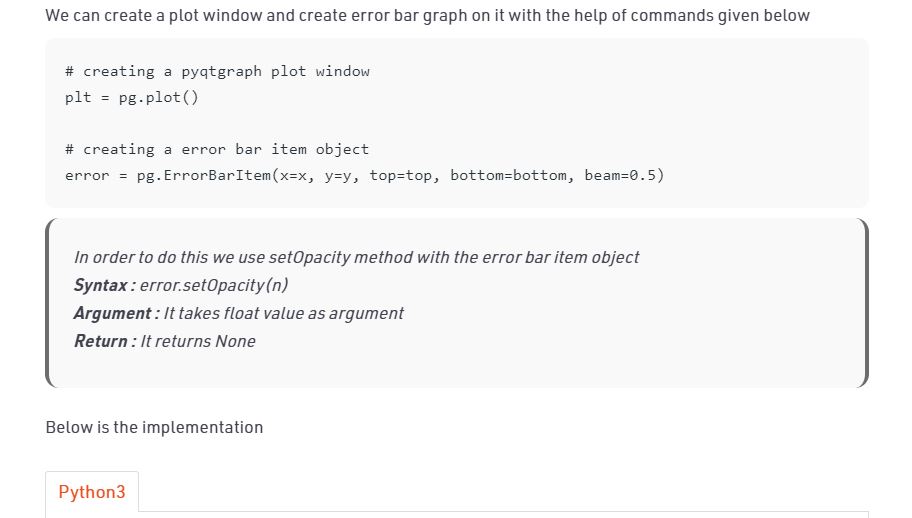 We can create a plot window and create error bar graph on it with the help of commands given below
# creating a pyqtgraph plot window
plt = pg.plot()
# creating a error bar item object
error = pg.ErrorBarItem(x=x, y=y, top=top, bottom=bottom, beam=0.5)
In order to do this we use setOpacity method with the error bar item object
Syntax : error.setOpacity(n)
Argument : It takes float value as argument
Return : It returns None
Below is the implementation
Python3